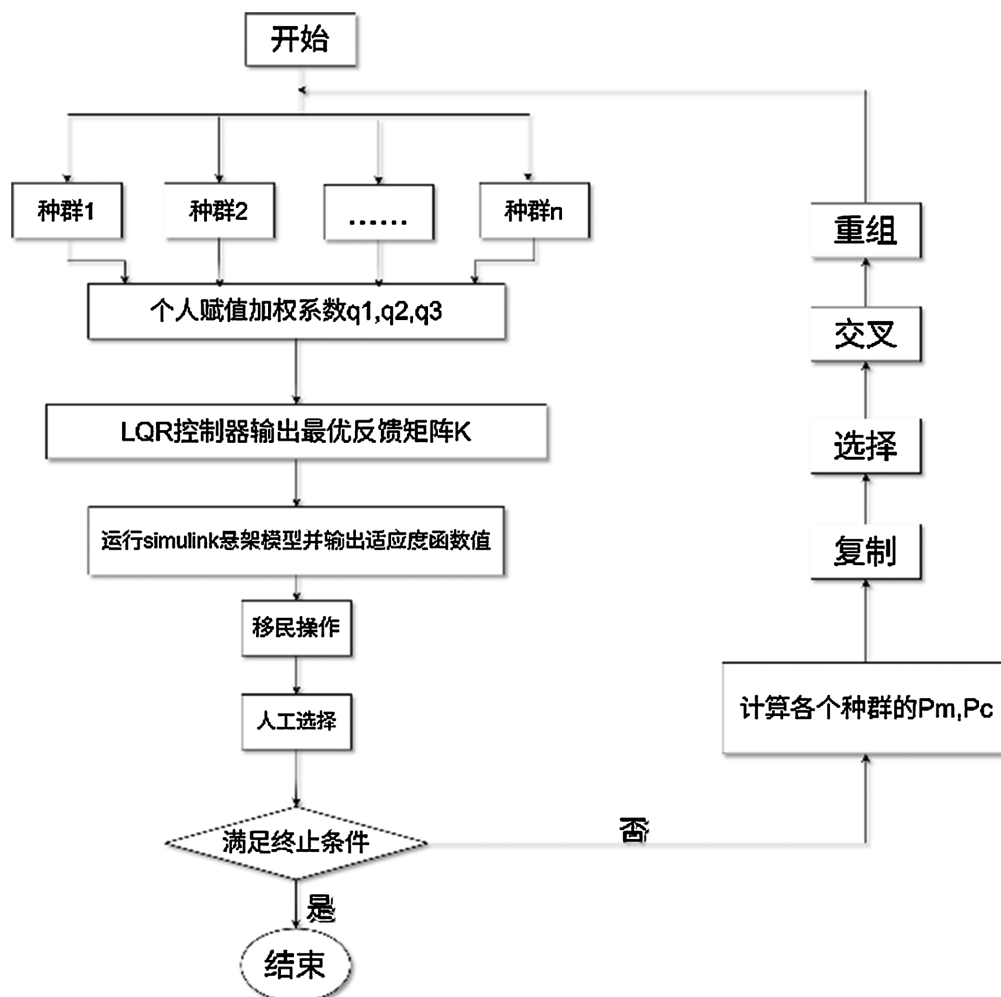 开始
种群1
种群2
......
种群n
个人赋值加权系数q1,q2,q3
LQR控制器输出最优反馈矩阵K
运行simulink悬架模型并输出适应度函数值
移民操作
人工选择
满足终止条件
是
结束
否
计算各个种群的Pm,Pc
复制
选择
交叉
重组